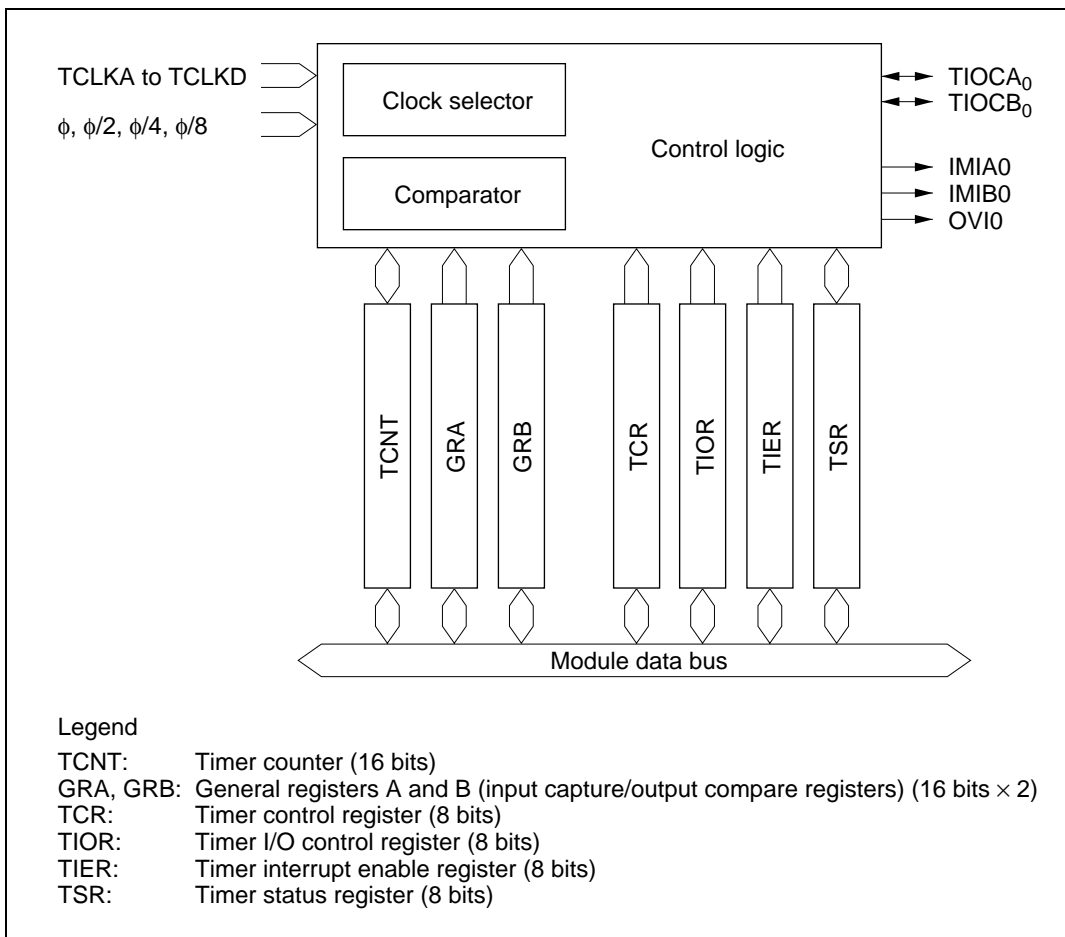 TCLKA to TCLKD
ϕ, ϕ/2, ϕ/4, ϕ/8
Clock selector
Comparator
Control logic
TIOCA0
TIOCB0
IMIA0
IMIB0
OVI0
TCNT
GRA
GRB
TCR
TIOR
TIER
TSR
Module data bus
Legend
TCNT: Timer counter (16 bits)
GRA, GRB: General registers A and B (input capture/output compare registers) (16 bits × 2)
TCR: Timer control register (8 bits)
TIOR: Timer I/O control register (8 bits)
TIER: Timer interrupt enable register (8 bits)
TSR: Timer status register (8 bits)